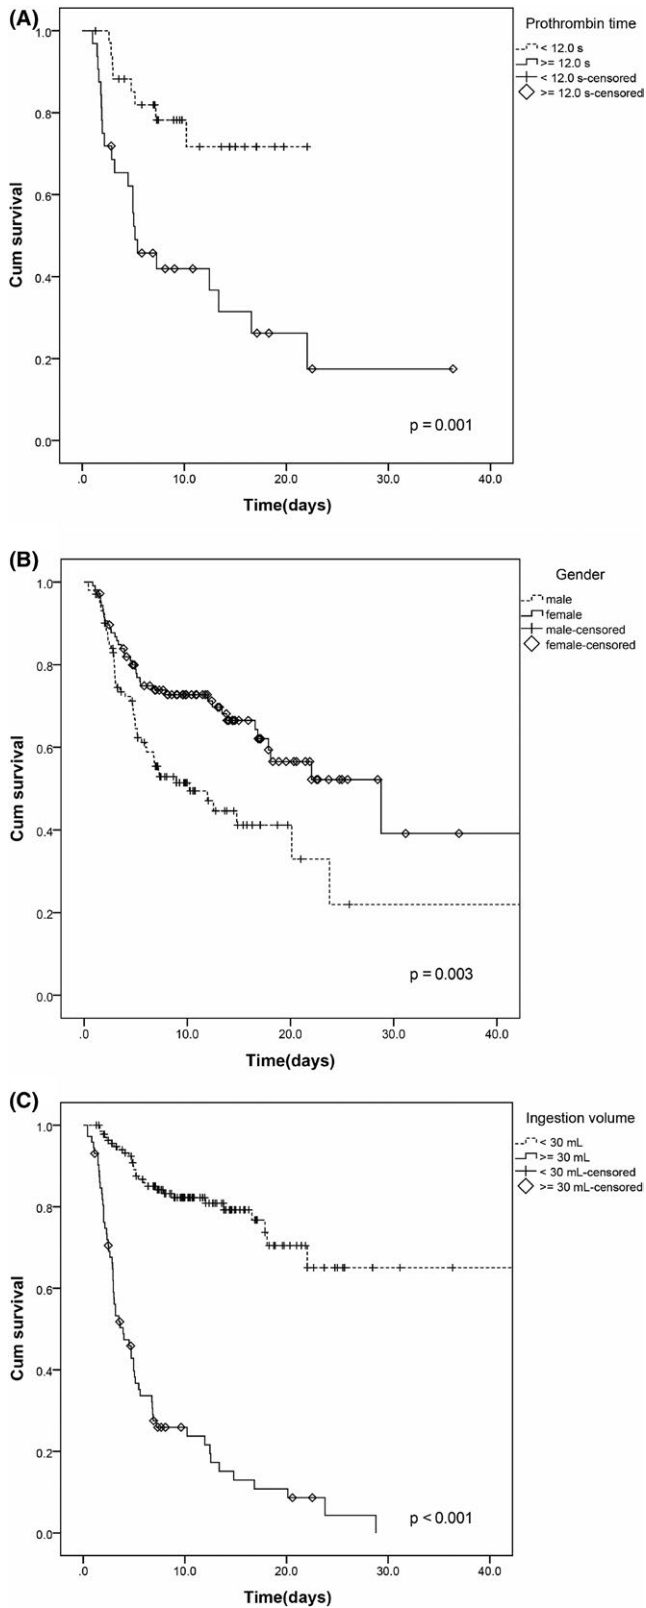 (A)
Prothrombin time
< 12.0 s
>= 12.0 s
< 12.0 s-censored
>= 12.0 s-censored
1.0
0.8
0.6
0.4
0.2
0.0
Cum survival
p = 0.001
.0 10.0 20.0 30.0 40.0
Time(days)
(B)
Gender
male
female
male-censored
female-censored
1.0
0.8
0.6
0.4
0.2
0.0
Cum survival
p = 0.003
.0 10.0 20.0 30.0 40.0
Time(days)
(C)
Ingestion volume
< 30 mL
>= 30 mL
< 30 mL-censored
>= 30 mL-censored
1.0
0.8
0.6
0.4
0.2
0.0
Cum survival
p < 0.001
.0 10.0 20.0 30.0 40.0
Time(days)